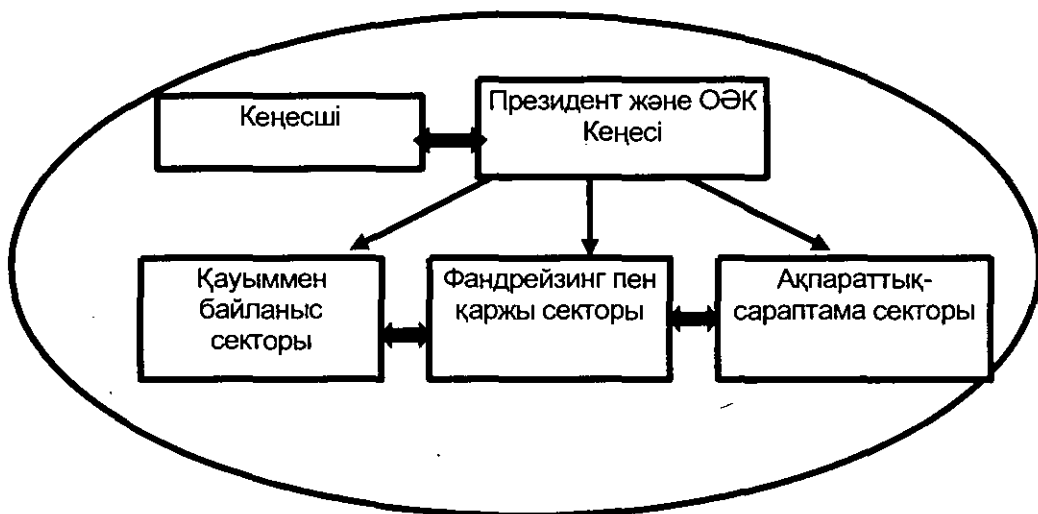 Кеңесші
Президент және ОӘК
Кеңесі
Қауыммен
байланыс
секторы
Фандрейзинг пен
қаржы секторы
Ақпараттық-
сараптама секторы